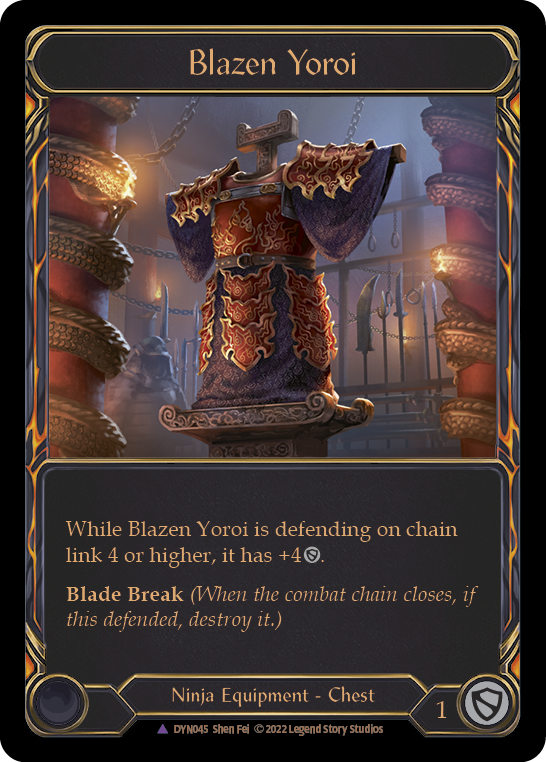 Blazen Yoroi
While Blazen Yoroi is defending on chain
link 4 or higher, it has +4.
Blade Break (When the combat chain closes, if
this defended, destroy it.)
Ninja Equipment - Chest
1
DYN045 Shen Fei © 2022 Legend Story Studios